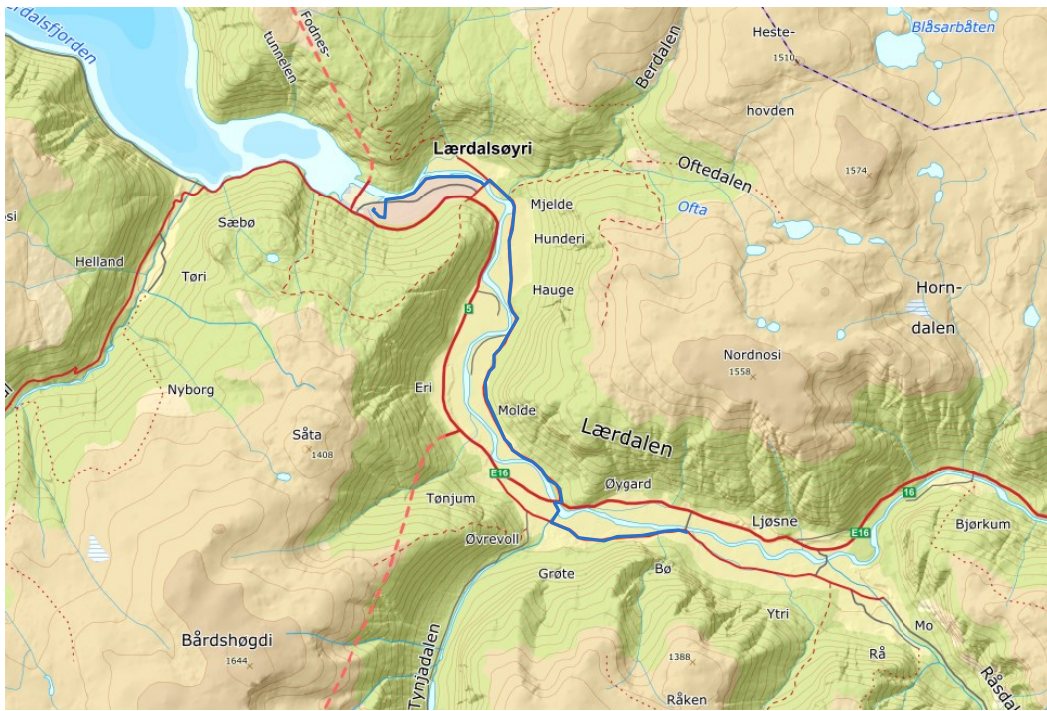 Lærdalsfjorden
Fodnes-
tunnelen
Berdalen
Heste-
1510
hovden
Blåsarbåten
Lærdalsøyri
Oftedalen
1574
Ofta
Sæbø
Mjelde
Hunderi
Helland
Tøri
Hauge
Horn-
dalen
5
Nordnosi
1558
Nyborg
Eri
Molde
Lærdalen
Såta
1408
E16
Øygard
16
Tønjum
Ljøsne
E16
Bjørkum
Øvrevoll
Grøte
Bø
Ytri
Mo
Bårdshøgdi
1644
Tynjadalen
1388
Råken
Rå
Råsdal